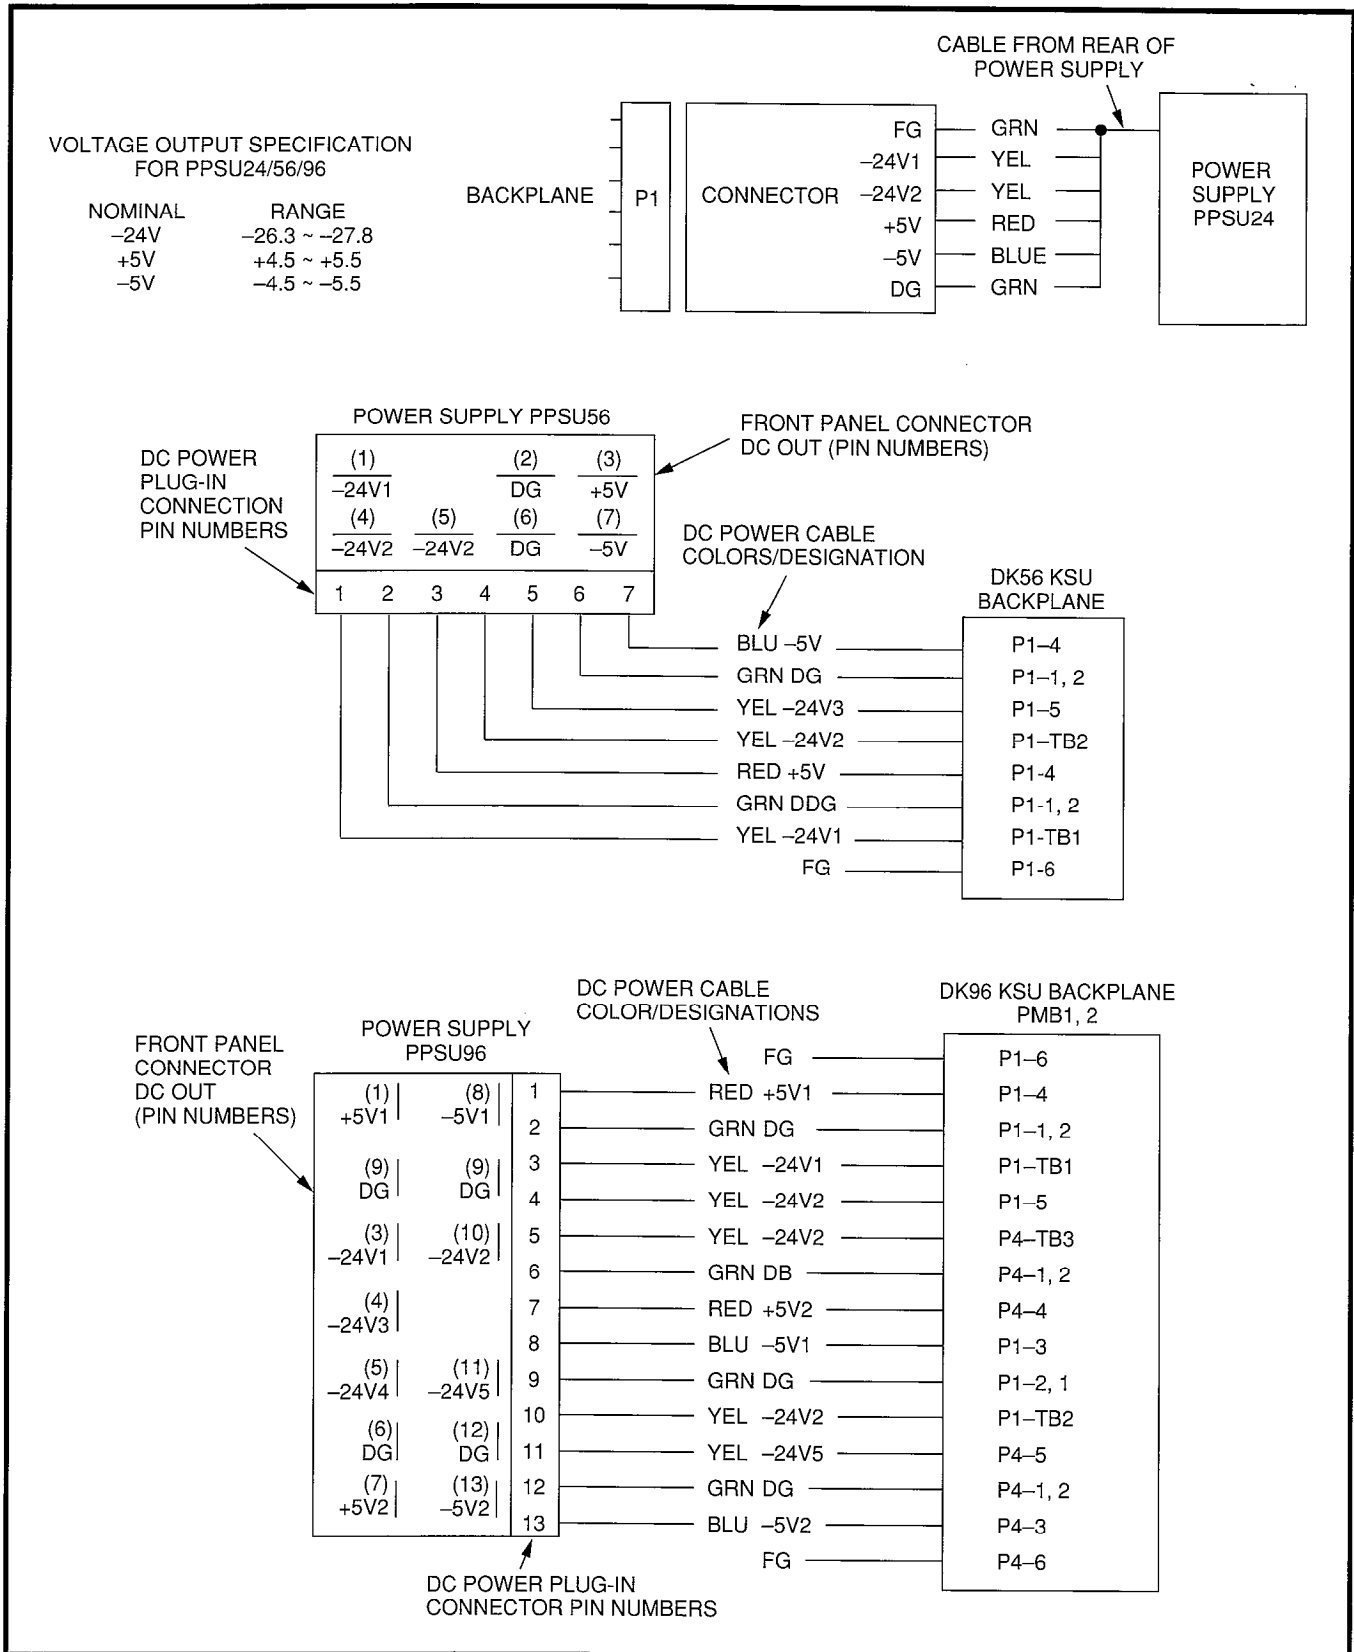 CABLE FROM REAR OF
POWER SUPPLY
VOLTAGE OUTPUT SPECIFICATION
FOR PPSU24/56/96
NOMINAL RANGE
–24V –26.3 ~ –27.8
+5V +4.5 ~ +5.5
–5V –4.5 ~ –5.5
BACKPLANE
P1
CONNECTOR
FG GRN
–24V1 YEL
–24V2 YEL
+5V RED
–5V BLUE
DG GRN
POWER
SUPPLY
PPSU24
POWER SUPPLY PPSU56
FRONT PANEL CONNECTOR
DC OUT (PIN NUMBERS)
DC POWER
PLUG-IN
CONNECTION
PIN NUMBERS
(1) (2) (3)
–24V1 DG +5V
(4) (5) (6) (7)
–24V2 –24V2 DG –5V
1 2 3 4 5 6 7
DC POWER CABLE
COLORS/DESIGNATION
DK56 KSU
BACKPLANE
BLU –5V P1–4
GRN DG P1–1, 2
YEL –24V3 P1–5
YEL –24V2 P1–TB2
RED +5V P1-4
GRN DDG P1-1, 2
YEL –24V1 P1-TB1
FG P1-6
DC POWER CABLE
COLOR/DESIGNATIONS
DK96 KSU BACKPLANE
PMB1, 2
POWER SUPPLY
PPSU96
FRONT PANEL
CONNECTOR
DC OUT
(PIN NUMBERS)
(1) (8)
+5V1 –5V1
(9) (9)
DG DG
(3) (10)
–24V1 –24V2
(4)
–24V3
(5) (11)
–24V4 –24V5
(6) (12)
DG DG
(7) (13)
+5V2 –5V2
FG P1–6
1 RED +5V1 P1–4
2 GRN DG P1–1, 2
3 YEL –24V1 P1–TB1
4 YEL –24V2 P1–5
5 YEL –24V2 P4–TB3
6 GRN DB P4–1, 2
7 RED +5V2 P4–4
8 BLU –5V1 P1–3
9 GRN DG P1–2, 1
10 YEL –24V2 P1–TB2
11 YEL –24V5 P4–5
12 GRN DG P4–1, 2
13 BLU –5V2 P4–3
FG P4–6
DC POWER PLUG-IN
CONNECTOR PIN NUMBERS